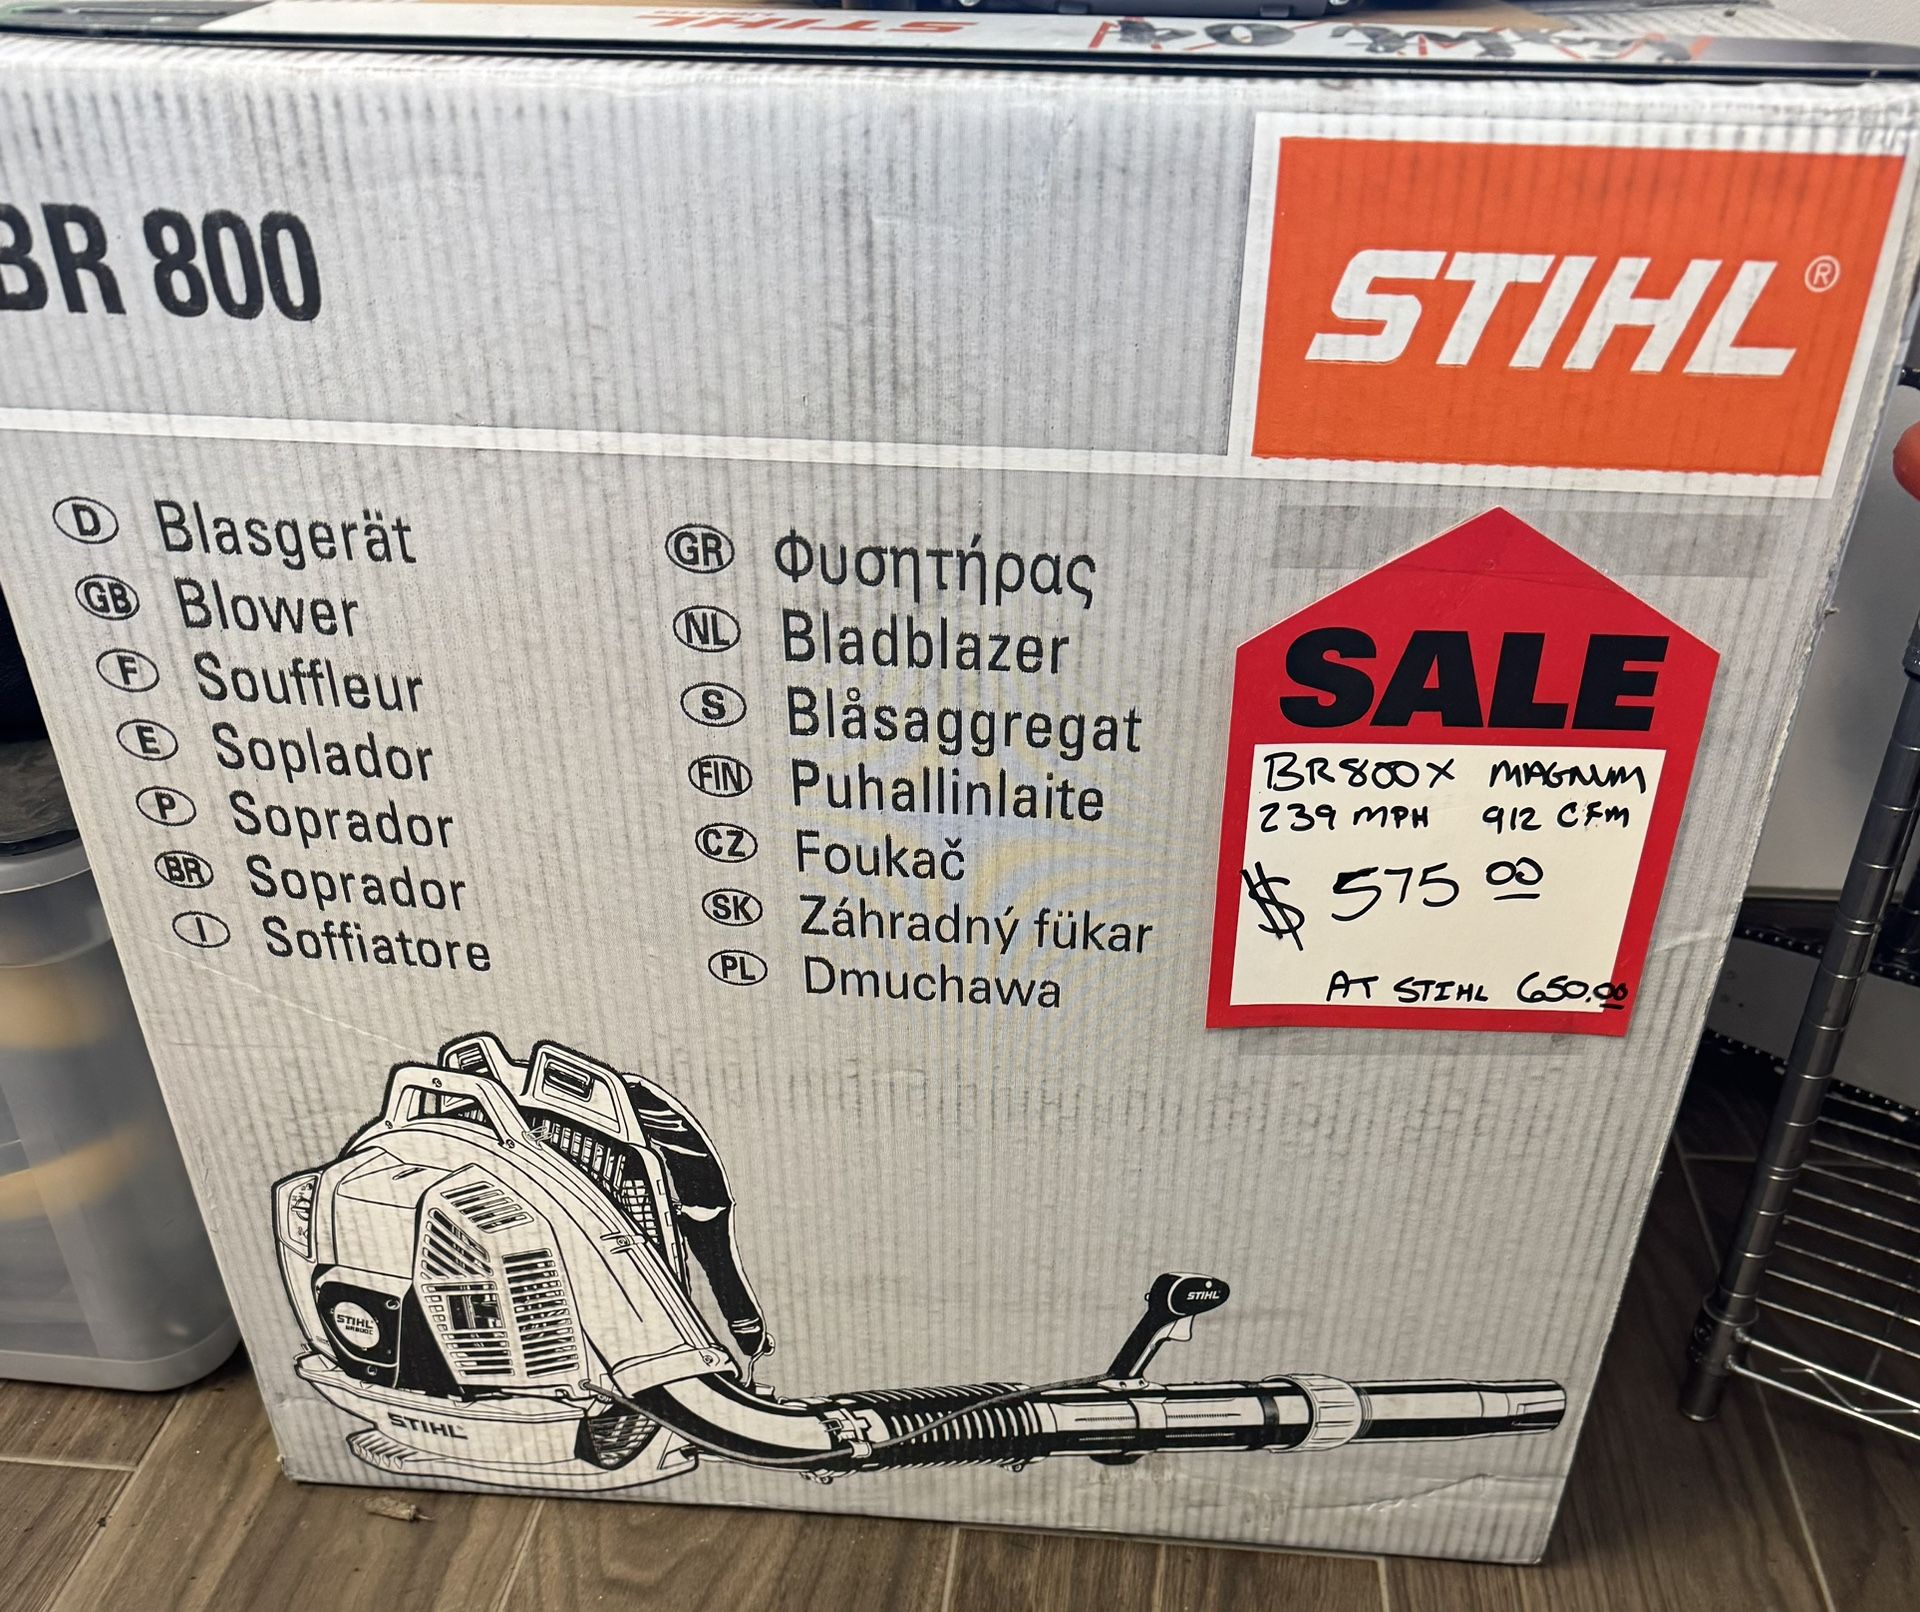 STIHL
BR 800
STIHL®
D Blasgerät
GB Blower
F Souffleur
E Soplador
P Soprador
BR Soprador
I Soffiatore
GR Φυσητήρας
NL Bladblazer
S Blåsaggregat
FIN Puhallinlaite
CZ Foukač
SK Záhradný fúkar
PL Dmuchawa
SALE
BR800X MAGNUM
239 MPH 912 CFM
$ 575 00
AT STIHL 650.00
STIHL
STIHL
BR800X
STIHL